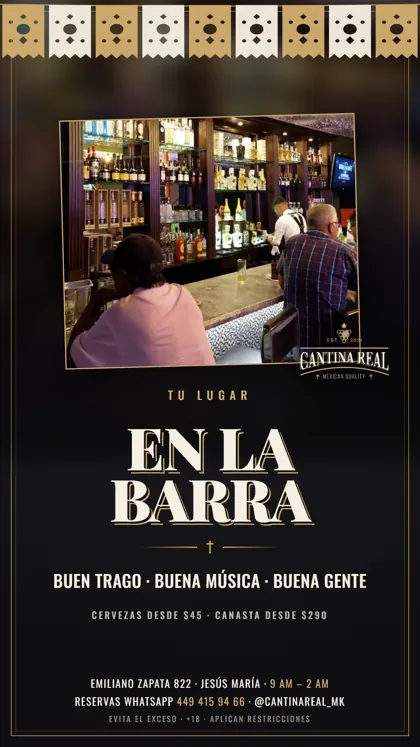 EST. 2020
CANTINA REAL
MEXICAN QUALITY
TU LUGAR
EN LA
BARRA
BUEN TRAGO · BUENA MÚSICA · BUENA GENTE
CERVEZAS DESDE $45 · CANASTA DESDE $290
EMILIANO ZAPATA 822 · JESÚS MARÍA · 9 AM – 2 AM
RESERVAS WHATSAPP 449 415 94 66 · @CANTINAREAL_MK
EVITA EL EXCESO · +18 · APLICAN RESTRICCIONES